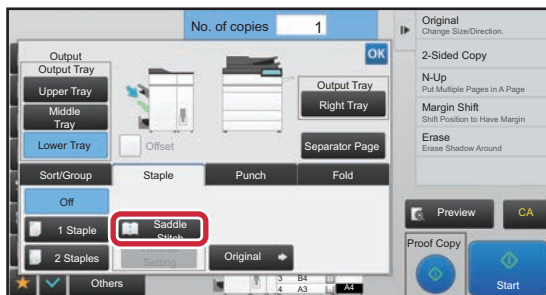 No. of copies 1
Original
Change Size/Direction.
OK
2-Sided Copy
Output
Output Tray
Upper Tray
Middle
Tray
Lower Tray
Offset
Output Tray
Right Tray
Separator Page
N-Up
Put Multiple Pages in A Page
Margin Shift
Shift Position to Have Margin
Erase
Erase Shadow Around
Sort/Group
Staple
Punch
Fold
Off
1 Staple
Saddle
Stitch
2 Staples
Setting
Original
Preview
CA
Proof Copy
Start
Others
3 B4
4 A3
A4